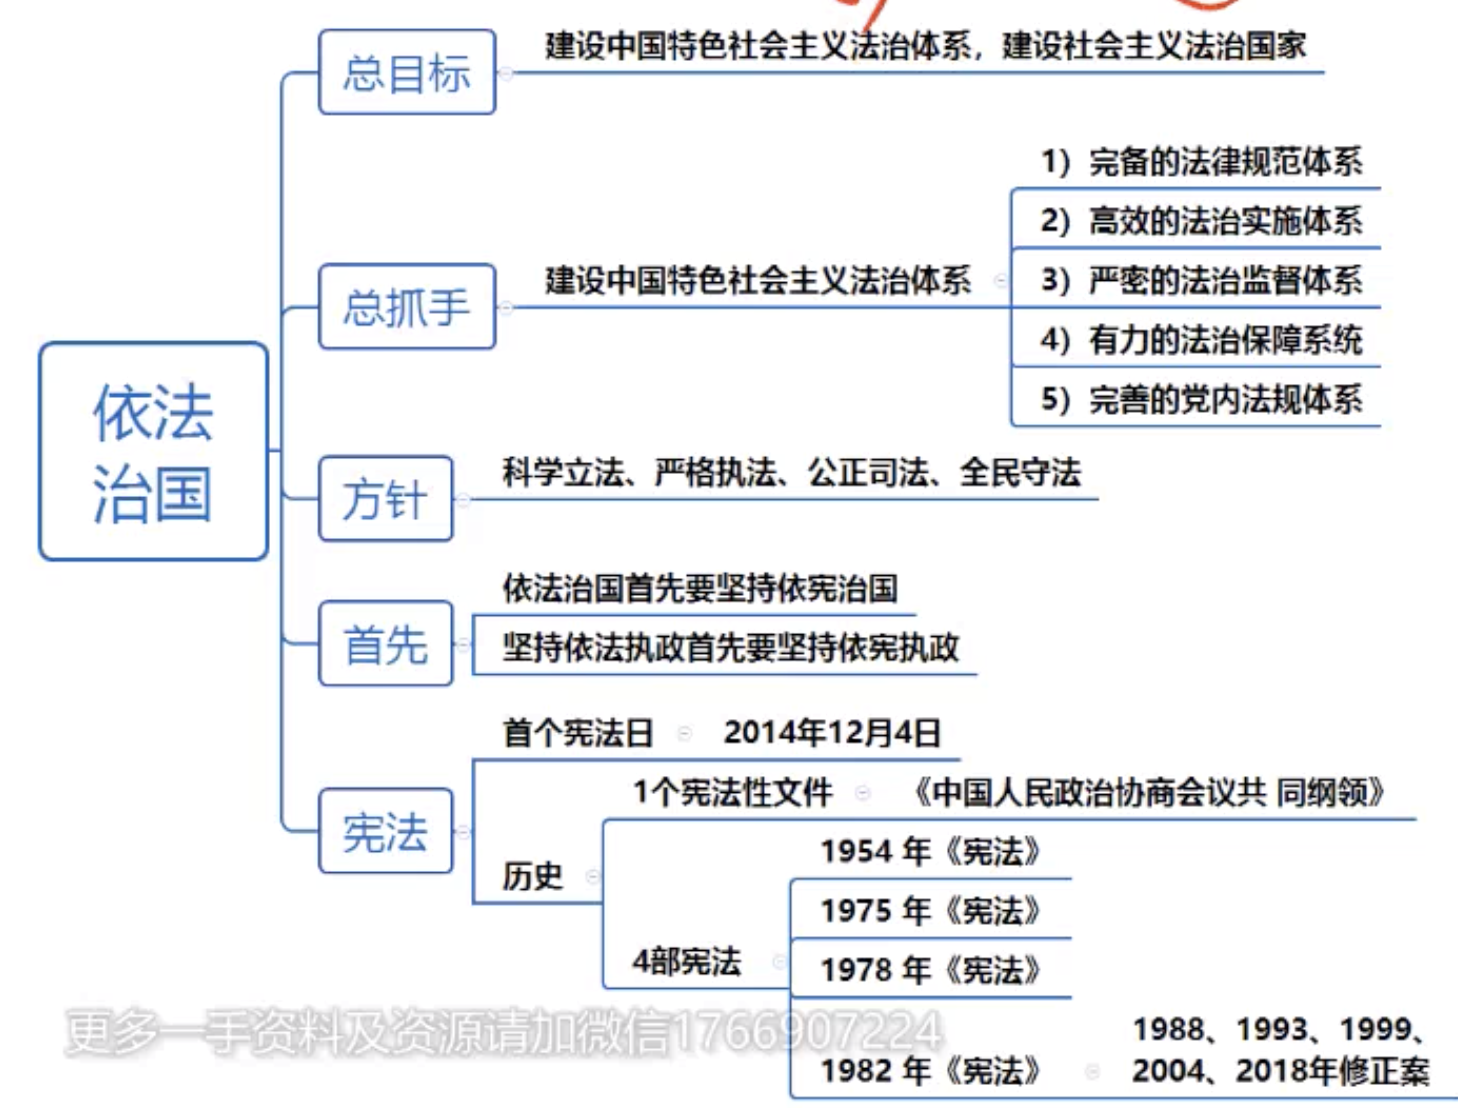 总目标
建设中国特色社会主义法治体系，建设社会主义法治国家
1）完备的法律规范体系
2）高效的法治实施体系
总抓手
建设中国特色社会主义法治体系
3）严密的法治监督体系
4）有力的法治保障系统
5）完善的党内法规体系
依法
治国
方针
科学立法、严格执法、公正司法、全民守法
首先
依法治国首先要坚持依宪治国
坚持依法执政首先要坚持依宪执政
宪法
首个宪法日
2014年12月4日
历史
1个宪法性文件
《中国人民政治协商会议共 同纲领》
4部宪法
1954 年《宪法》
1975 年《宪法》
1978 年《宪法》
1982 年《宪法》
1988、1993、1999、
2004、2018年修正案
更多一手资料及资源请加微信1766907224